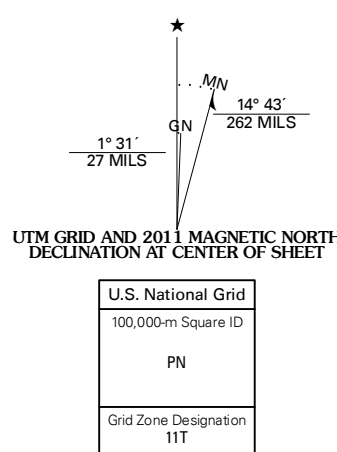 ★
MN
GN
14° 43´
262 MILS
1° 31´
27 MILS
UTM GRID AND 2011 MAGNETIC NORTH
DECLINATION AT CENTER OF SHEET
U.S. National Grid
100,000-m Square ID
PN
Grid Zone Designation
11T